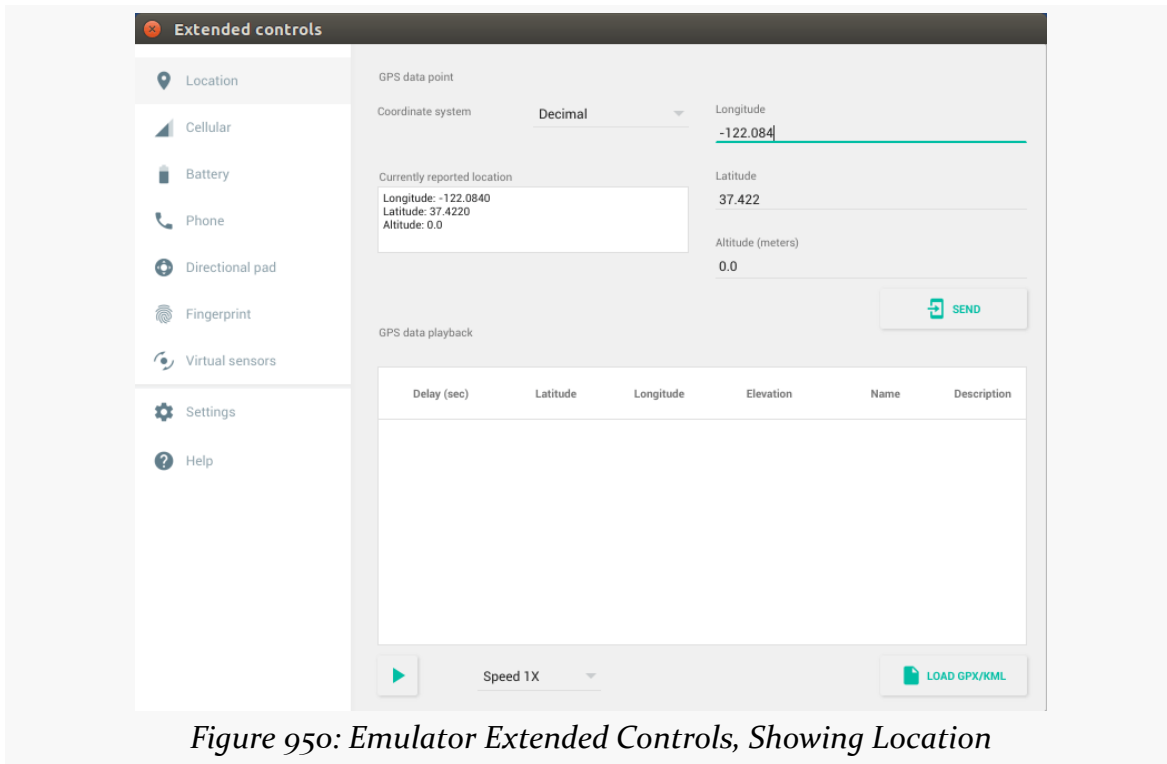 Extended controls
Location
Cellular
Battery
Phone
Directional pad
Fingerprint
Virtual sensors
Settings
Help
GPS data point
Coordinate system
Decimal
Longitude
-122.084
Currently reported location
Longitude: -122.0840
Latitude: 37.4220
Altitude: 0.0
Latitude
37.422
Altitude (meters)
0.0
SEND
GPS data playback
Delay (sec) Latitude Longitude Elevation Name Description
Speed 1X
LOAD GPX/KML
Figure 950: Emulator Extended Controls, Showing Location